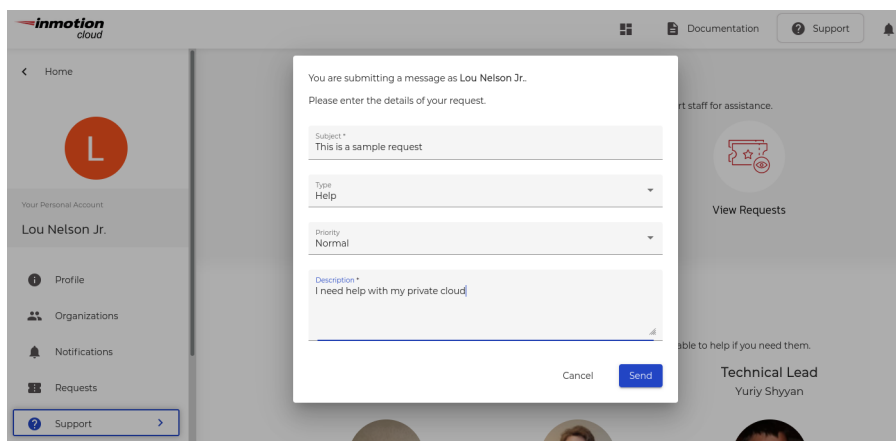 inmotion
cloud
Documentation
Support
Home
L
Your Personal Account
Lou Nelson Jr.
Profile
Organizations
Notifications
Requests
Support
You are submitting a message as Lou Nelson Jr..
Please enter the details of your request.
Subject *
This is a sample request
Type
Help
Priority
Normal
Description *
I need help with my private cloud
Cancel
Send
rt staff for assistance.
View Requests
able to help if you need them.
Technical Lead
Yuriy Shyyan